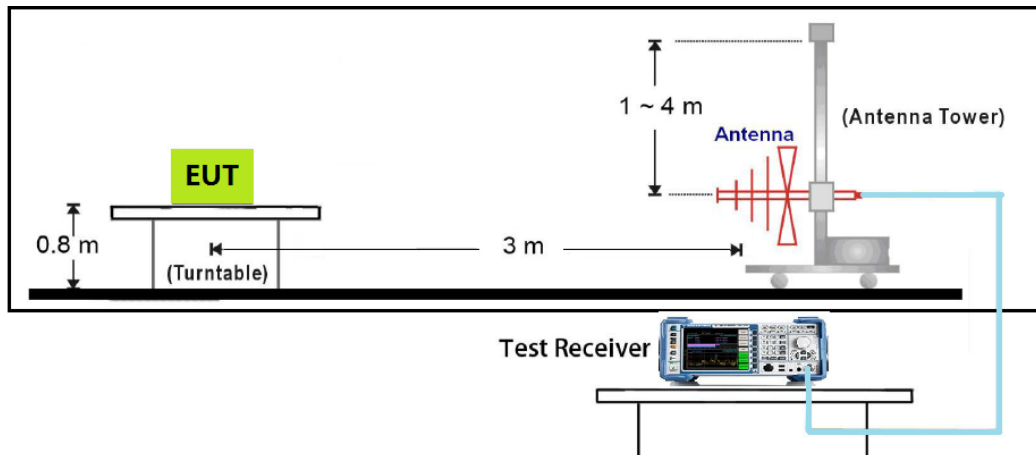 1 ~ 4 m
(Antenna Tower)
Antenna
EUT
0.8 m
3 m
(Turntable)
Test Receiver